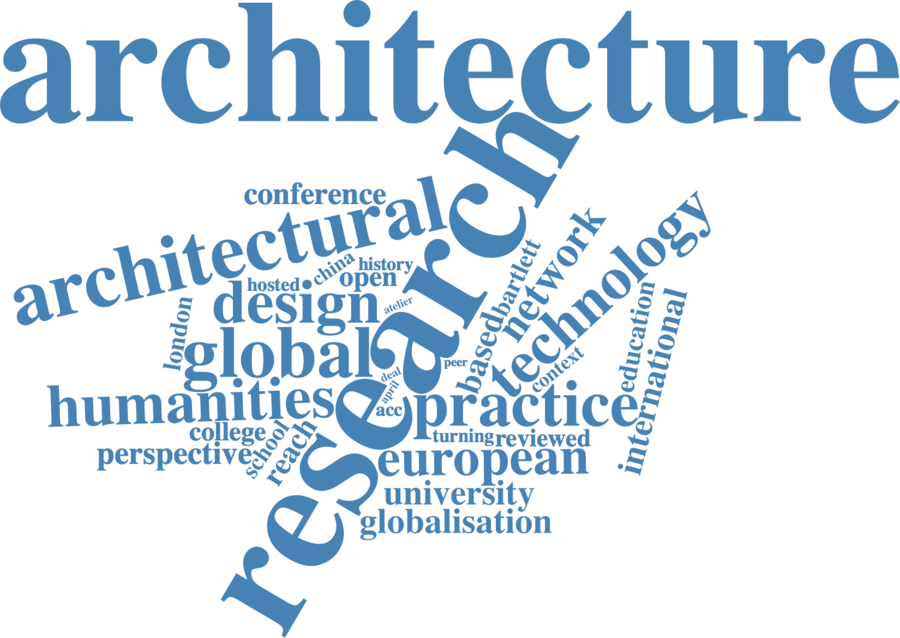 architecture
research
conference
architectural
china
history
hosted
open
design
atelier
london
global
humanities
deal
april
acc
peer
college
perspective
school
reach
bartlett
network
technology
based
context
education
international
practice
turning
reviewed
european
university
globalisation